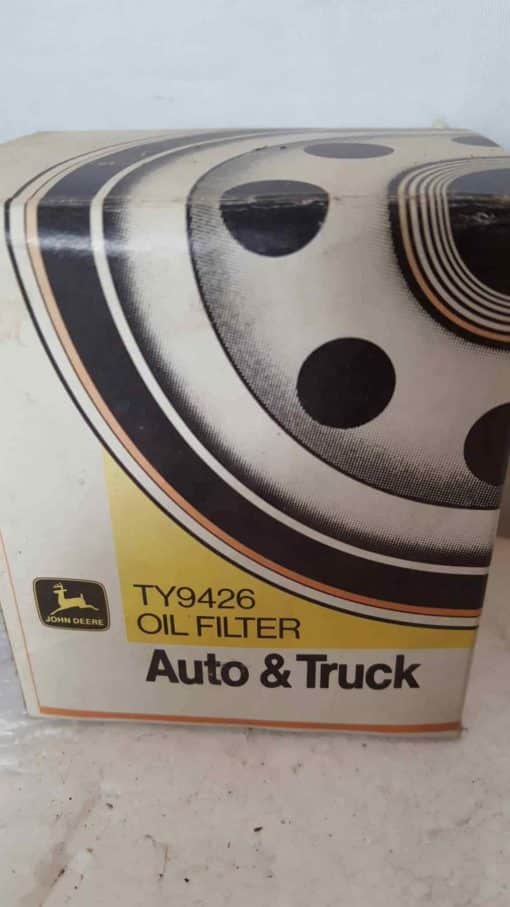 TY9426
OIL FILTER
JOHN DEERE
Auto & Truck